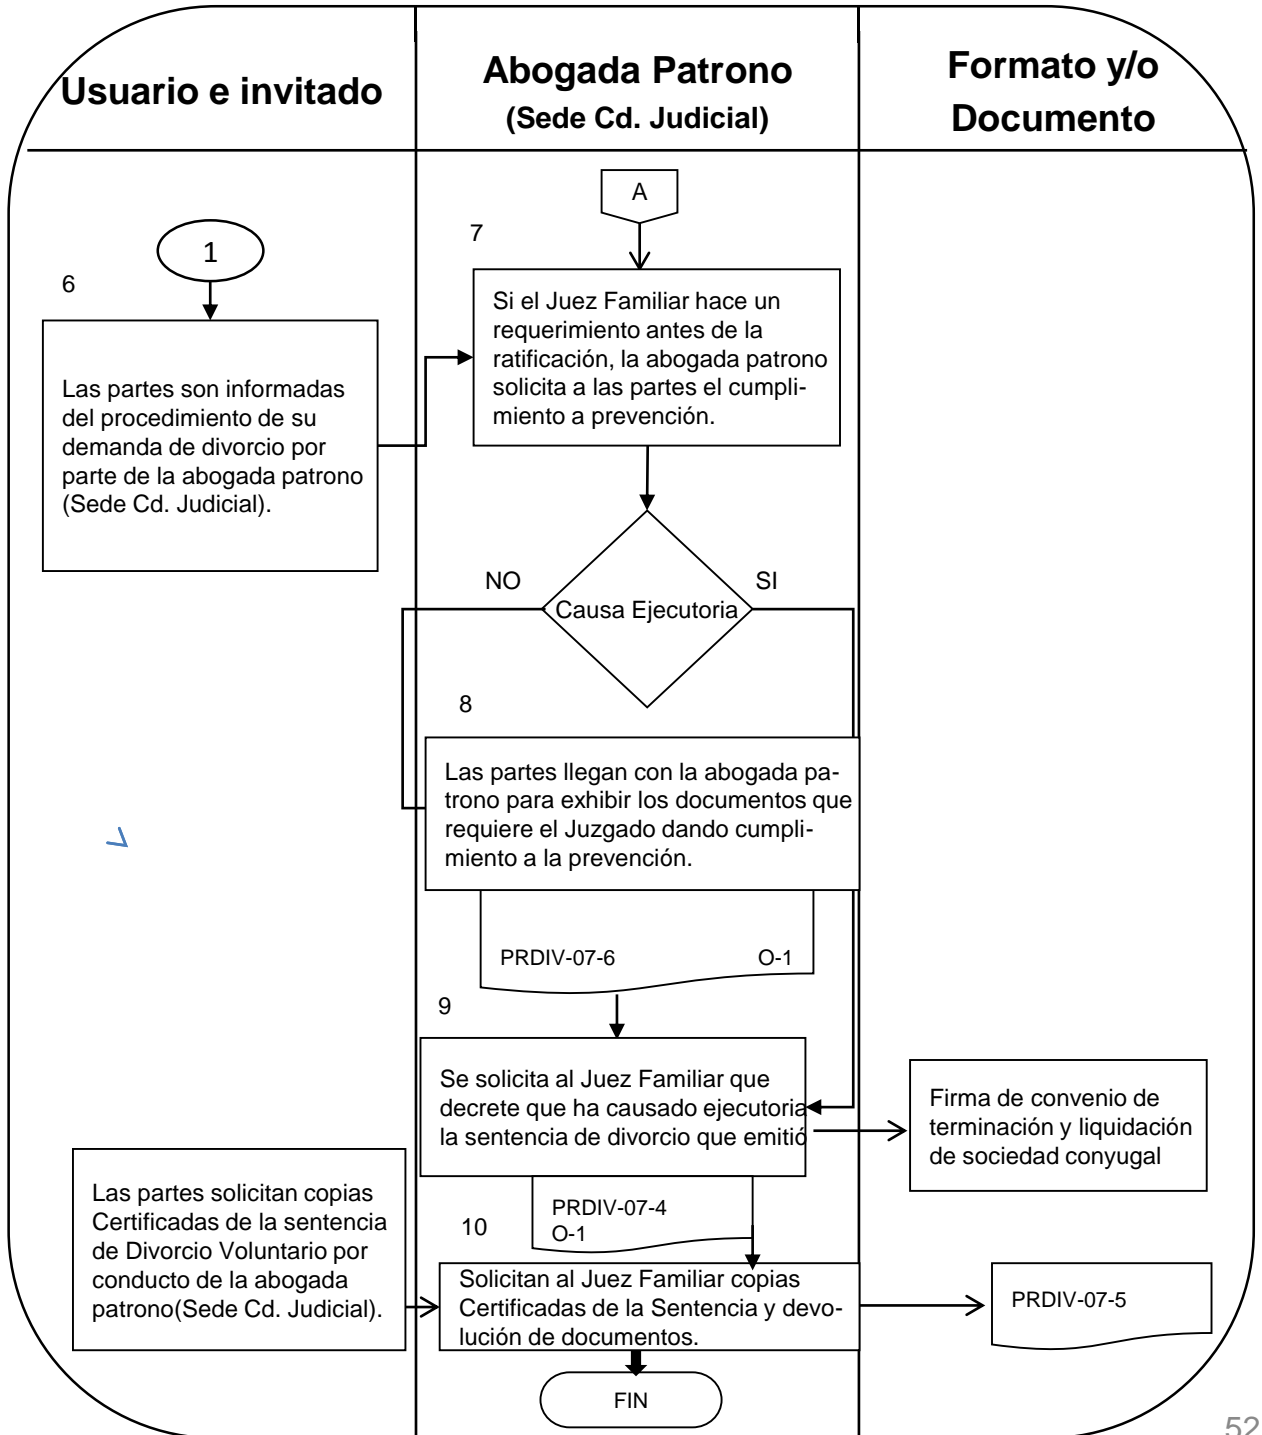 Usuario e invitado
Abogada Patrono
(Sede Cd. Judicial)
Formato y/o
Documento
A
7
1
6
Si el Juez Familiar hace un
requerimiento antes de la
ratificación, la abogada patrono
solicita a las partes el cumpli-
miento a prevención.
Las partes son informadas
del procedimiento de su
demanda de divorcio por
parte de la abogada patrono
(Sede Cd. Judicial).
NO
SI
Causa Ejecutoria
8
Las partes llegan con la abogada pa-
trono para exhibir los documentos que
requiere el Juzgado dando cumpli-
miento a la prevención.
PRDIV-07-6 O-1
9
Se solicita al Juez Familiar que
decrete que ha causado ejecutoria
la sentencia de divorcio que emitió
Firma de convenio de
terminación y liquidación
de sociedad conyugal
Las partes solicitan copias
Certificadas de la sentencia
de Divorcio Voluntario por
conducto de la abogada
patrono(Sede Cd. Judicial).
PRDIV-07-4
O-1
10
Solicitan al Juez Familiar copias
Certificadas de la Sentencia y devo-
lución de documentos.
PRDIV-07-5
FIN
52